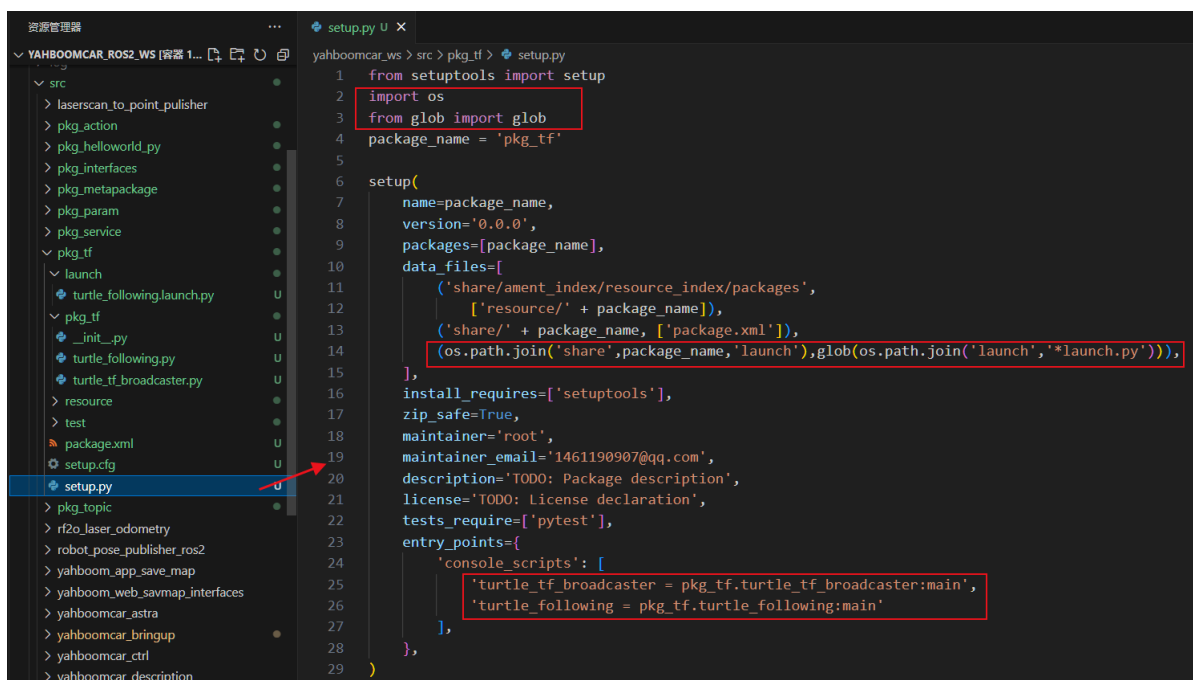 资源管理器
setup.py U
YAHBOOMCAR_ROS2_WS [容器 1...
yahboomcar_ws > src > pkg_tf > setup.py
src
laserscan_to_point_pulisher
pkg_action
pkg_helloworld_py
pkg_interfaces
pkg_metapackage
pkg_param
pkg_service
pkg_tf
launch
turtle_following.launch.py U
pkg_tf
__init__.py U
turtle_following.py U
turtle_tf_broadcaster.py U
resource
test
package.xml U
setup.cfg U
setup.py U
pkg_topic
rf2o_laser_odometry
robot_pose_publisher_ros2
yahboom_app_save_map
yahboom_web_savmap_interfaces
yahboomcar_astra
yahboomcar_bringup
yahboomcar_ctrl
yahboomcar_description
1 from setuptools import setup
2 import os
3 from glob import glob
4 package_name = 'pkg_tf'
5
6 setup(
7     name=package_name,
8     version='0.0.0',
9     packages=[package_name],
10     data_files=[
11         ('share/ament_index/resource_index/packages',
12             ['resource/' + package_name]),
13         ('share/' + package_name, ['package.xml']),
14         (os.path.join('share',package_name,'launch'),glob(os.path.join('launch','*launch.py'))),
15     ],
16     install_requires=['setuptools'],
17     zip_safe=True,
18     maintainer='root',
19     maintainer_email='1461190907@qq.com',
20     description='TODO: Package description',
21     license='TODO: License declaration',
22     tests_require=['pytest'],
23     entry_points={
24         'console_scripts': [
25             'turtle_tf_broadcaster = pkg_tf.turtle_tf_broadcaster:main',
26             'turtle_following = pkg_tf.turtle_following:main'
27         ],
28     },
29 )